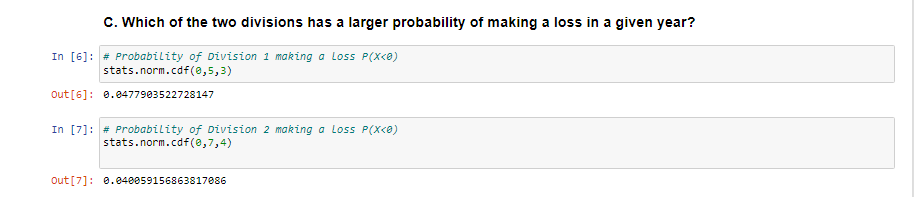 C. Which of the two divisions has a larger probability of making a loss in a given year?
In [6]: # Probability of Division 1 making a Loss P(X<0)
stats.norm.cdf(0,5,3)
Out[6]: 0.0477903522728147
In [7]: # Probability of Division 2 making a Loss P(X<0)
stats.norm.cdf(0,7,4)
Out[7]: 0.040059156863817086